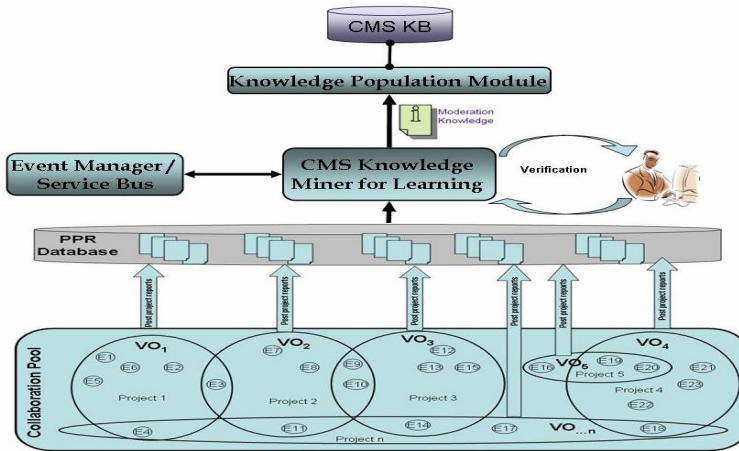 CMS KB
Knowledge Population Module
i
Moderation
Knowledge
Event Manager /
Service Bus
CMS Knowledge
Miner for Learning
Verification
PPR
Database
Post project reports
Post project reports
Post project reports
Post project reports
Post project reports
Post project reports
Collaboration Pool
VO1
E1
E6
E2
E5
Project 1
E4
E3
VO2
E7
E8
Project 2
E11
E9
E10
VO3
E12
E13
E15
Project 3
E14
E16
VO5
E19
E20
Project 5
VO4
E21
E23
Project 4
E22
E18
E17
VO...n
Project n